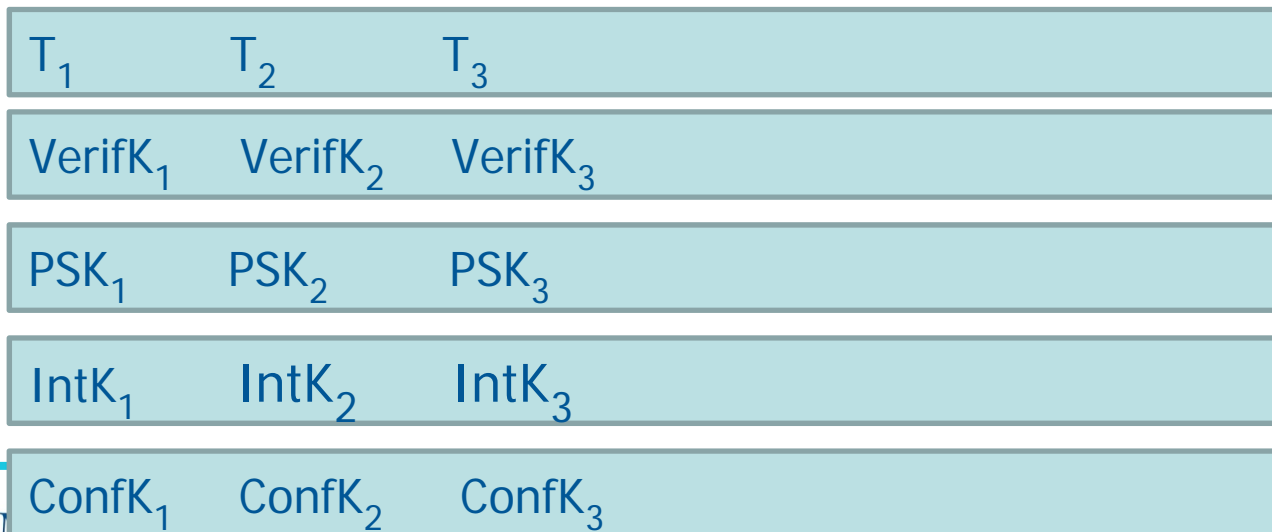 T₁ T₂ T₃
VerifK₁ VerifK₂ VerifK₃
PSK₁ PSK₂ PSK₃
IntK₁ IntK₂ IntK₃
ConfK₁ ConfK₂ ConfK₃